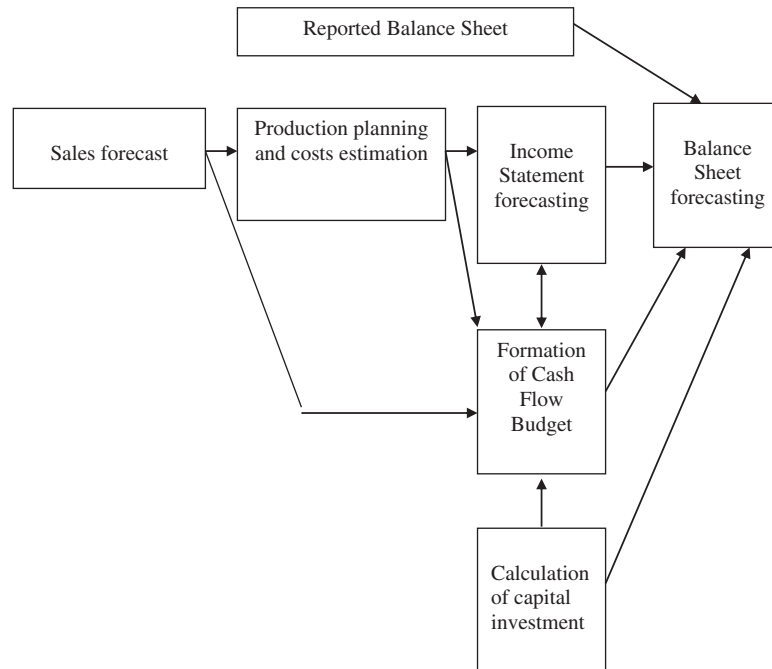 Reported Balance Sheet
Sales forecast
Production planning
and costs estimation
Income
Statement
forecasting
Balance
Sheet
forecasting
Formation
of Cash
Flow
Budget
Calculation
of capital
investment